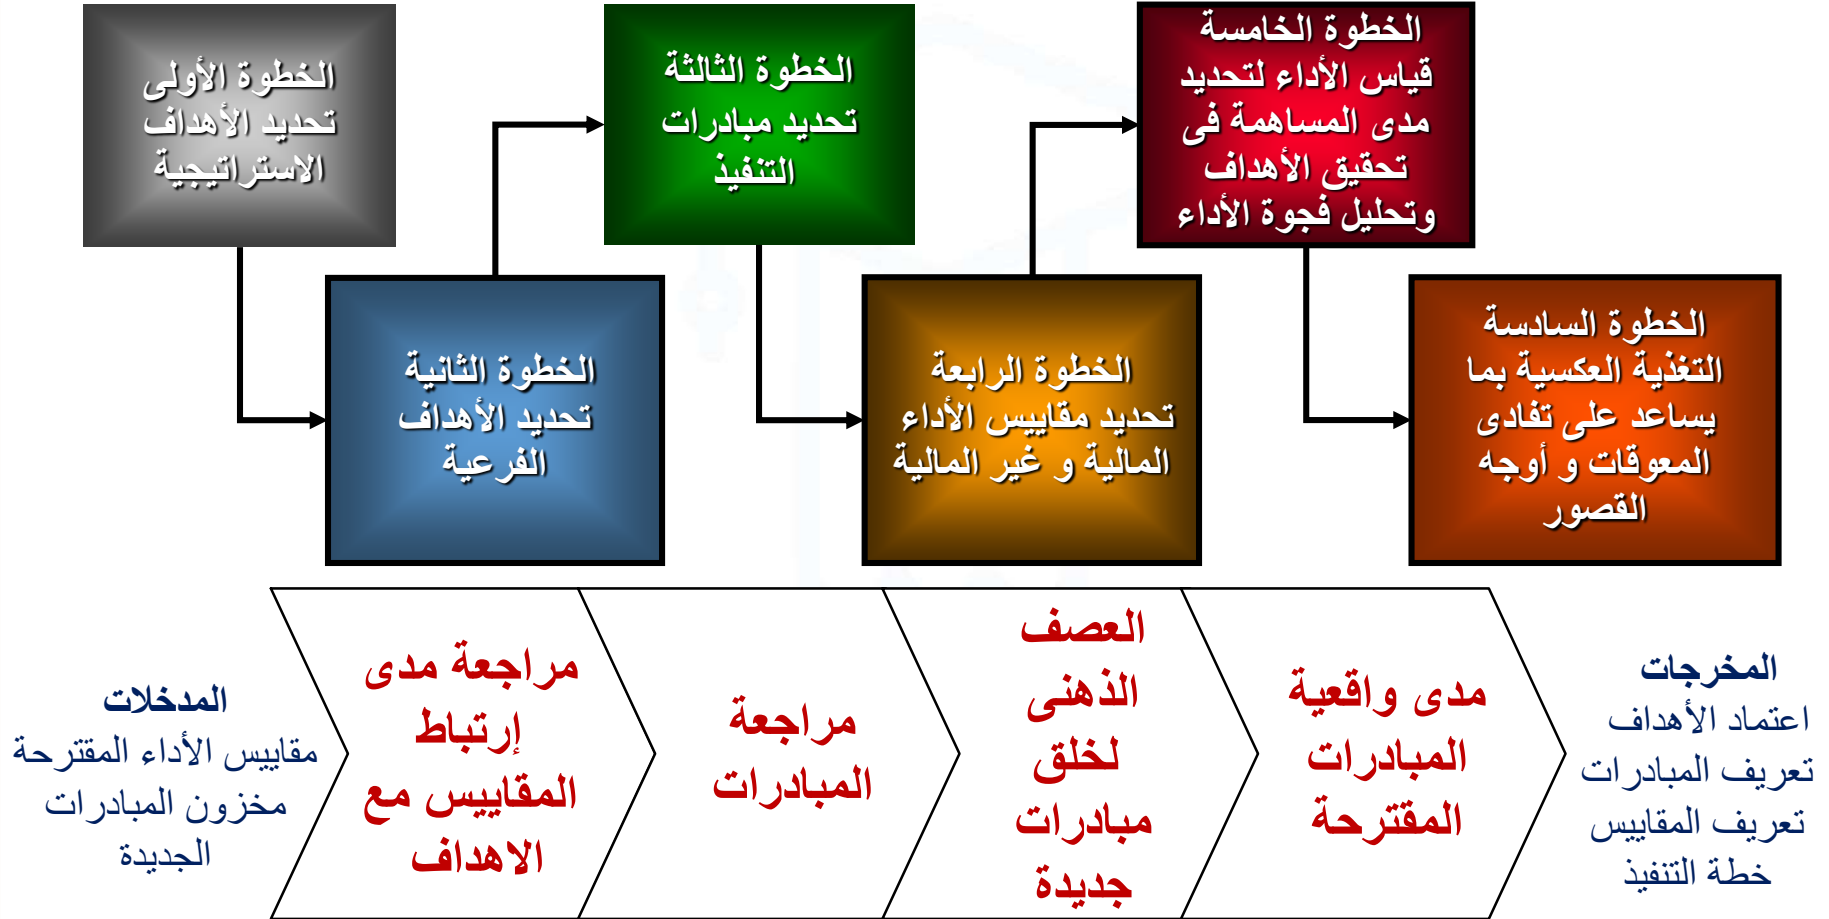 الخطوة الأولى
تحديد الأهداف
الاستراتيجية
الخطوة الثانية
تحديد الأهداف
الفرعية
الخطوة الثالثة
تحديد مبادرات
التنفيذ
الخطوة الرابعة
تحديد مقاييس الأداء
المالية و غير المالية
الخطوة الخامسة
قياس الأداء لتحديد
مدى المساهمة فى
تحقيق الأهداف
وتحليل فجوة الأداء
الخطوة السادسة
التغذية العكسية بما
يساعد على تفادى
المعوقات و أوجه
القصور
المدخلات
مقاييس الأداء المقترحة
مخزون المبادرات
الجديدة
مراجعة مدى
إرتباط
المقاييس مع
الاهداف
مراجعة
المبادرات
العصف
الذهنى
لخلق
مبادرات
جديدة
مدى واقعية
المبادرات
المقترحة
المخرجات
اعتماد الأهداف
تعريف المبادرات
تعريف المقاييس
خطة التنفيذ